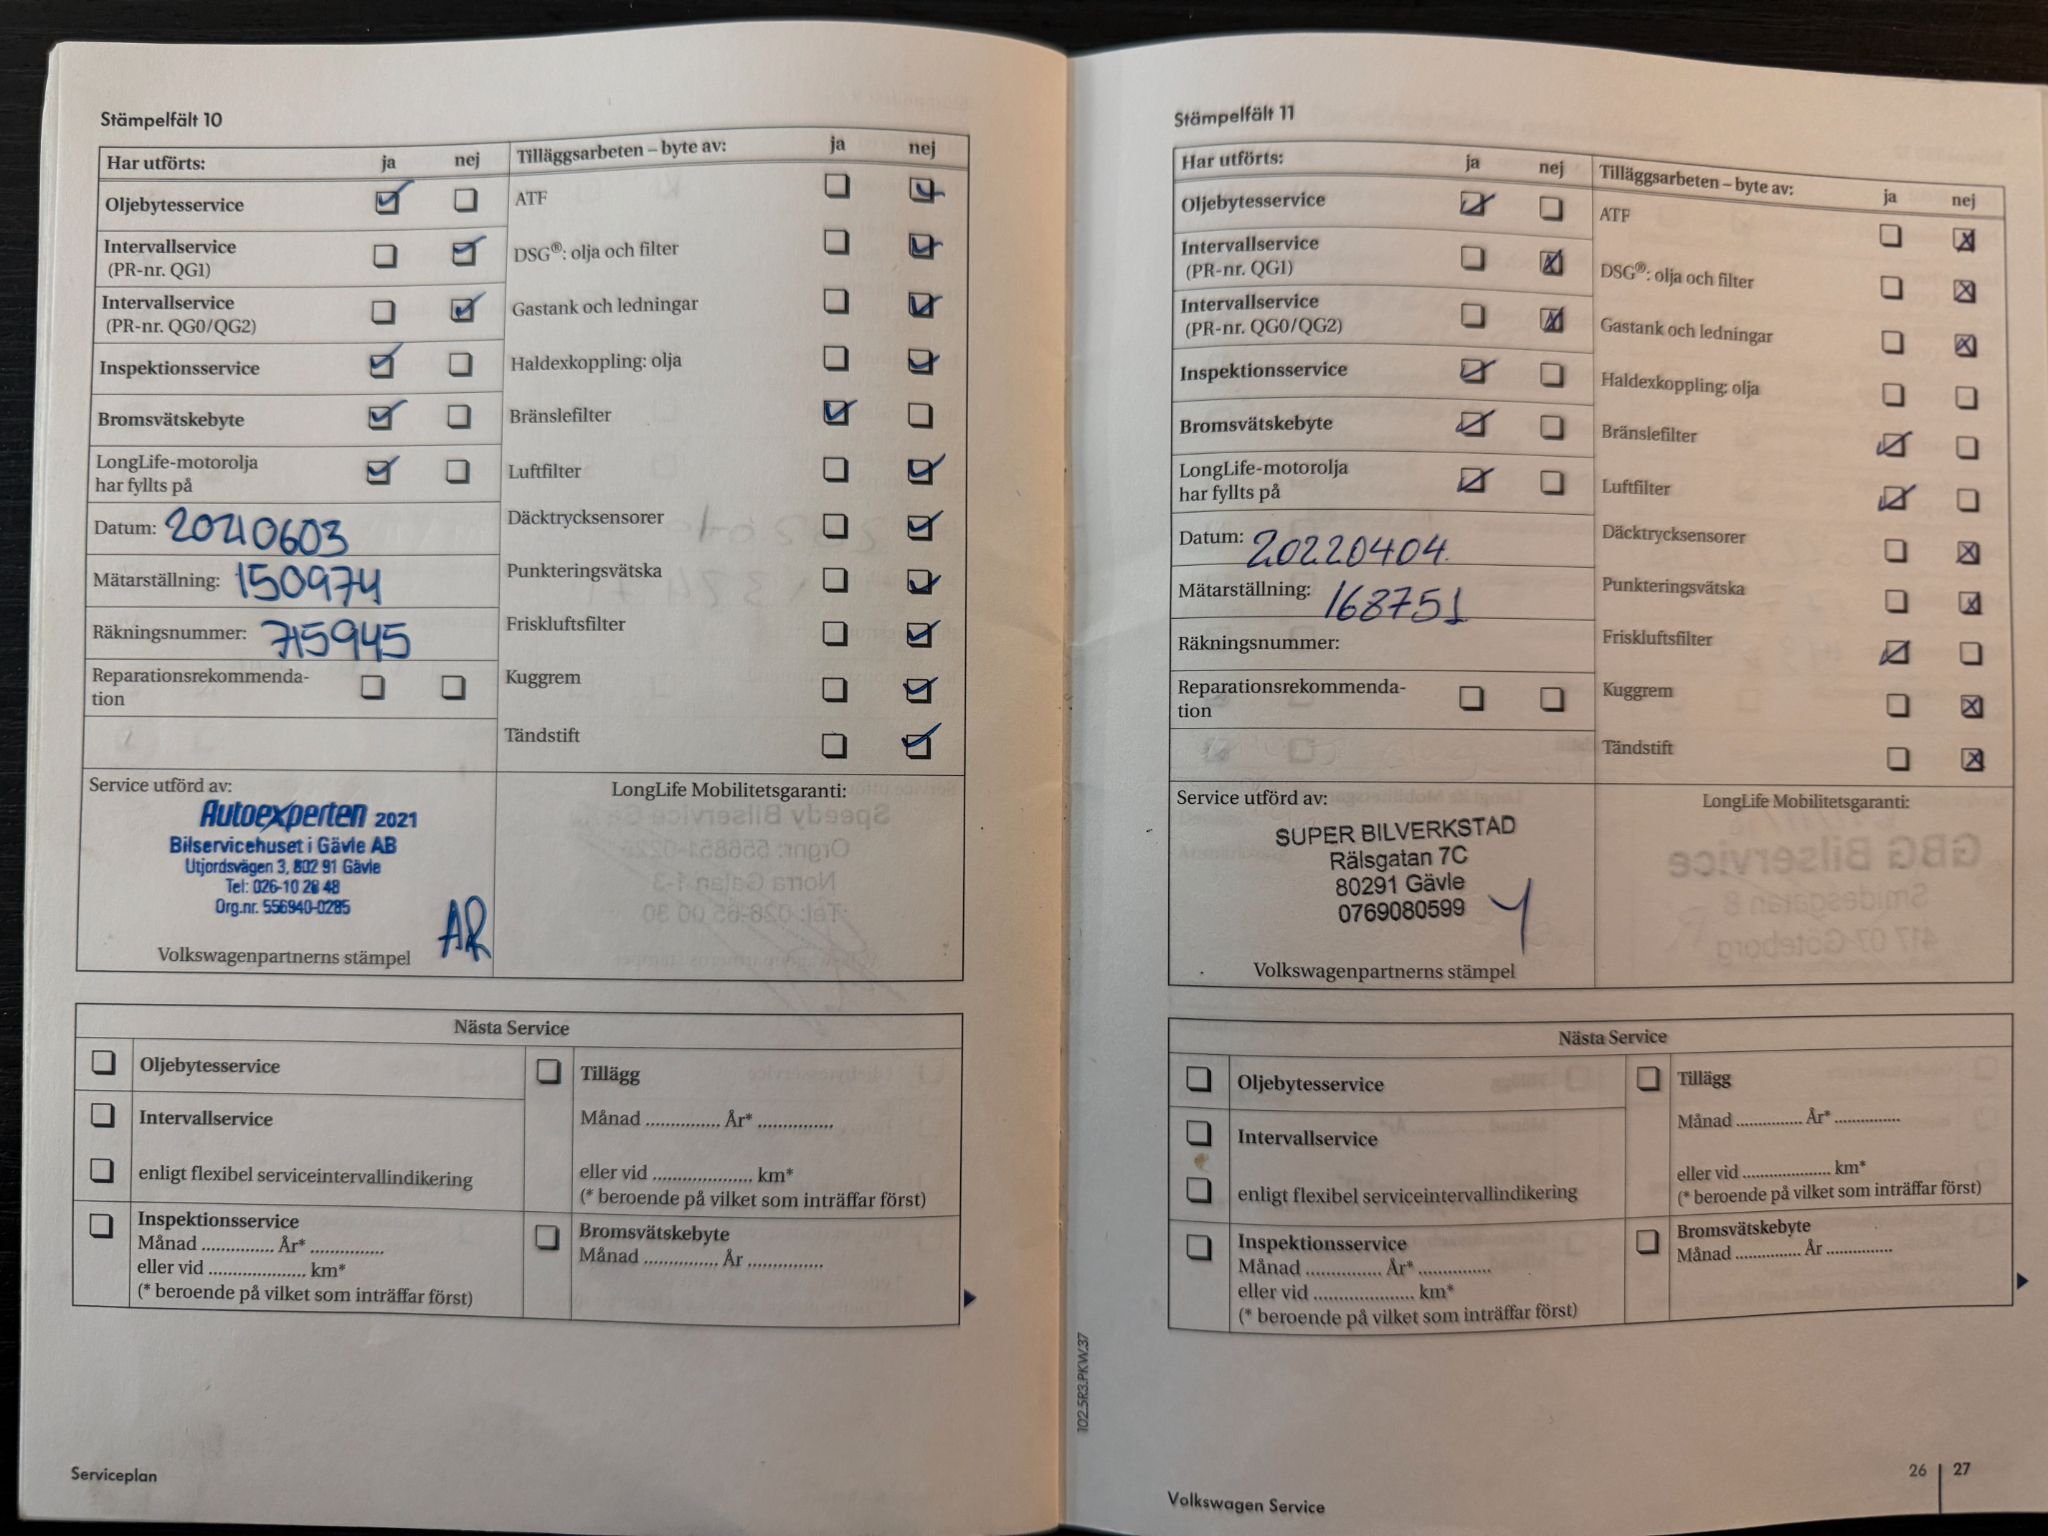 Stämpelfält 10
Har utförts: ja nej
Oljebytesservice
Intervallservice
(PR-nr. QG1)
Intervallservice
(PR-nr. QG0/QG2)
Inspektionsservice
Bromsvätskebyte
LongLife-motorolja
har fyllts på
Datum: 20210603
Mätarställning: 150974
Räkningsnummer: 715945
Reparationsrekommenda-
tion
Tilläggsarbeten – byte av: ja nej
ATF
DSG®: olja och filter
Gastank och ledningar
Haldexkoppling: olja
Bränslefilter
Luftfilter
Däcktrycksensorer
Punkteringsvätska
Friskluftsfilter
Kuggrem
Tändstift
Service utförd av:
Autoexperten 2021
Bilservicehuset i Gävle AB
Utjordsvägen 3, 802 91 Gävle
Tel: 026-10 28 48
Org.nr. 556940-0285
AR
Volkswagenpartnerns stämpel
LongLife Mobilitetsgaranti:
Nästa Service
Oljebytesservice
Intervallservice
enligt flexibel serviceintervallindikering
Inspektionsservice
Månad ............... År* ...............
eller vid .................... km*
(* beroende på vilket som inträffar först)
Tillägg
Månad ............... År* ...............
eller vid .................... km*
(* beroende på vilket som inträffar först)
Bromsvätskebyte
Månad ............... År ...............
Serviceplan
Stämpelfält 11
Har utförts: ja nej
Oljebytesservice
Intervallservice
(PR-nr. QG1)
Intervallservice
(PR-nr. QG0/QG2)
Inspektionsservice
Bromsvätskebyte
LongLife-motorolja
har fyllts på
Datum: 20220404
Mätarställning: 168751
Räkningsnummer:
Reparationsrekommenda-
tion
Tilläggsarbeten – byte av: ja nej
ATF
DSG®: olja och filter
Gastank och ledningar
Haldexkoppling: olja
Bränslefilter
Luftfilter
Däcktrycksensorer
Punkteringsvätska
Friskluftsfilter
Kuggrem
Tändstift
Service utförd av:
SUPER BILVERKSTAD
Rälsgatan 7C
80291 Gävle
0769080599
Volkswagenpartnerns stämpel
LongLife Mobilitetsgaranti:
Nästa Service
Oljebytesservice
Intervallservice
enligt flexibel serviceintervallindikering
Inspektionsservice
Månad ............... År* ...............
eller vid .................... km*
(* beroende på vilket som inträffar först)
Tillägg
Månad ............... År* ...............
eller vid .................... km*
(* beroende på vilket som inträffar först)
Bromsvätskebyte
Månad ............... År ...............
102.5R3.PKW.37
Volkswagen Service
26 | 27